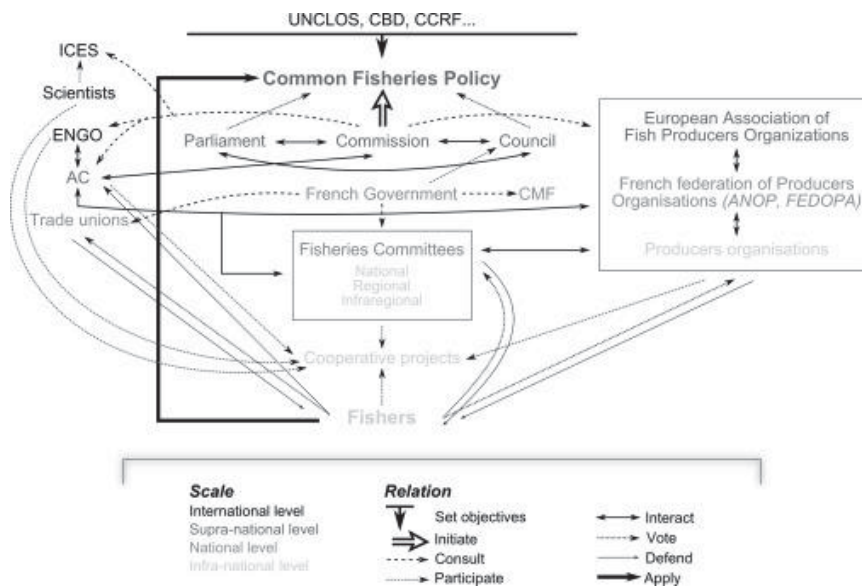 UNCLOS, CBD, CCRF...
ICES
Common Fisheries Policy
Scientists
ENGO
Parliament
Commission
Council
European Association of
Fish Producers Organizations
AC
French Government
CMF
French federation of Producers
Organisations (ANOP, FEDOPA)
Trade unions
Fisheries Committees
National
Regional
Infraregional
Producers organisations
Cooperative projects
Fishers
Scale
International level
Supra-national level
National level
Infra-national level
Relation
Set objectives
Initiate
Consult
Participate
Interact
Vote
Defend
Apply